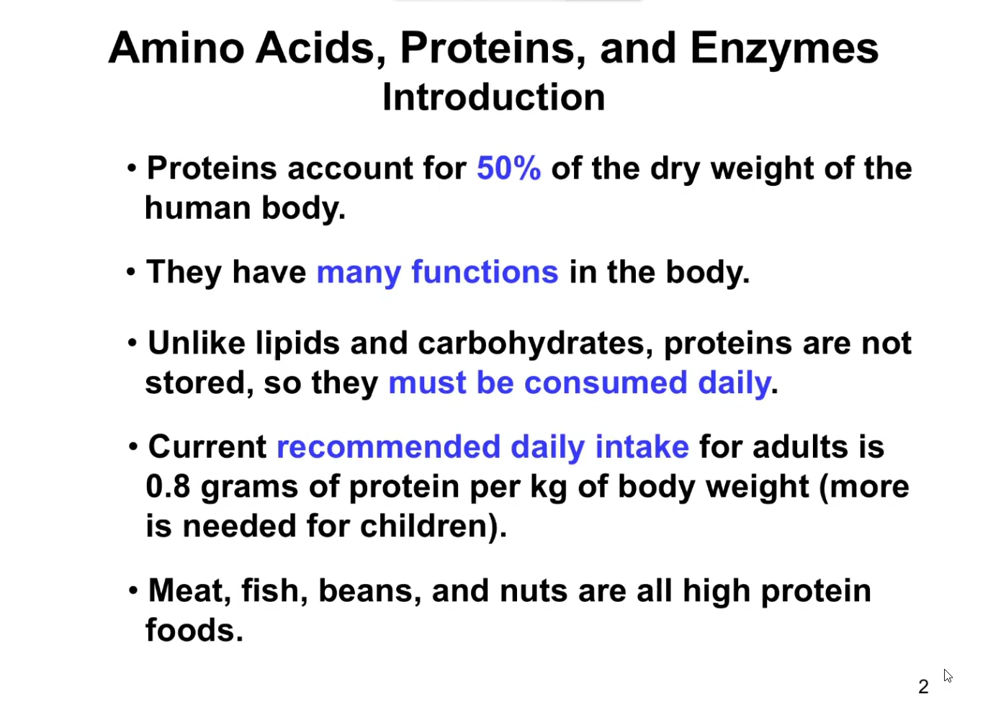 Amino Acids, Proteins, and Enzymes
Introduction
• Proteins account for 50% of the dry weight of the
human body.
• They have many functions in the body.
• Unlike lipids and carbohydrates, proteins are not
stored, so they must be consumed daily.
• Current recommended daily intake for adults is
0.8 grams of protein per kg of body weight (more
is needed for children).
• Meat, fish, beans, and nuts are all high protein
foods.
2